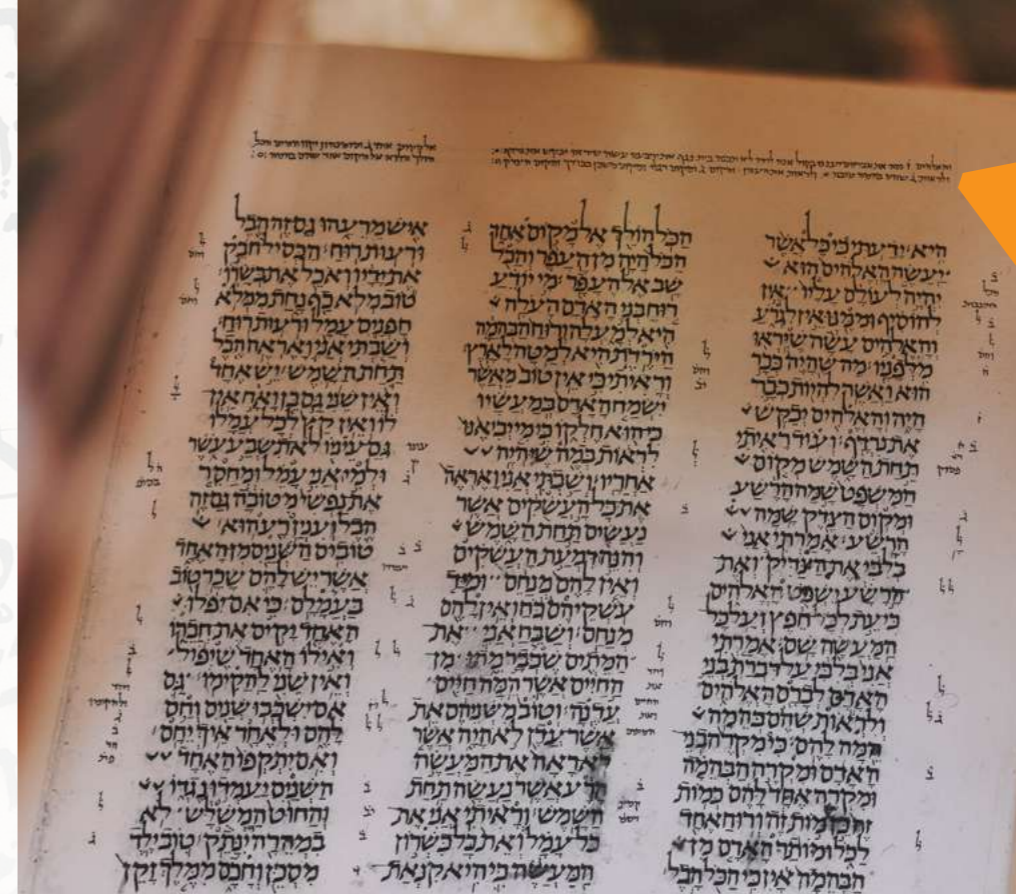 היא ידעתי כי כל אשר
יעשה האלהים הוא
יהיה לעולם עליו אין
להוסיף וממנו אין לגרע
והאלהים עשה שיראו
מלפניו מה שהיה כבר
הוא ואשר להיות כבר
היה והאלהים יבקש
את נרדף ועוד ראיתי
תחת השמש מקום
המשפט שמה הרשע
ומקום הצדק שמה
הרשע אמרתי אני
בלבי את הצדיק ואת
הרשע ישפט האלהים
כי עת לכל חפץ ועל כל
המעשה שם אמרתי
אני בלבי על דברת בני
האדם לברם האלהים
ולראות שהם בהמה
המה להם כי מקרה בני
האדם ומקרה הבהמה
ומקרה אחד להם כמות
זה כן מות זה ורוח אחד
לכל ומותר האדם מן
הבהמה אין כי הכל הבל
הכל הולך אל מקום אחד
הכל היה מן העפר והכל
שב אל העפר מי יודע
רוח בני האדם העלה
היא למעלה ורוח הבהמה
הירדת היא למטה לארץ
וראיתי כי אין טוב מאשר
ישמח האדם במעשיו
כי הוא חלקו כי מי יביאנו
לראות במה שיהיה
אחריו ושבתי אני ואראה
את כל העשקים אשר
נעשים תחת השמש
והנה דמעת העשקים
ואין להם מנחם ומיד
עשקיהם כח ואין להם
מנחם ושבח אני את
המתים שכבר מתו מן
החיים אשר המה חיים
עדנה וטוב משניהם את
אשר עדן לא היה אשר
לא ראה את המעשה
הרע אשר נעשה תחת
השמש וראיתי אני את
כל עמל ואת כל כשרון
המעשה כי היא קנאת
איש מרעהו גם זה הבל
ורעות רוח הכסיל חבק
את ידיו ואכל את בשרו
טוב מלא כף נחת ממלא
חפנים עמל ורעות רוח
ושבתי אני ואראה הבל
תחת השמש יש אחד
ואין שני גם בן ואח אין
לו ואין קץ לכל עמלו
גם עיניו לא תשבע עשר
ולמי אני עמל ומחסר
את נפשי מטובה גם זה
הבל וענין רע הוא
טובים השנים מן האחד
אשר יש להם שכר טוב
בעמלם כי אם יפלו
האחד יקים את חברו
ואילו האחד שיפול
ואין שני להקימו גם
אם ישכבו שנים וחם
להם ולאחד איך יחם
ואם יתקפו האחד
השנים יעמדו נגדו
והחוט המשלש לא
במהרה ינתק טוב ילד
מסכן וחכם ממלך זקן